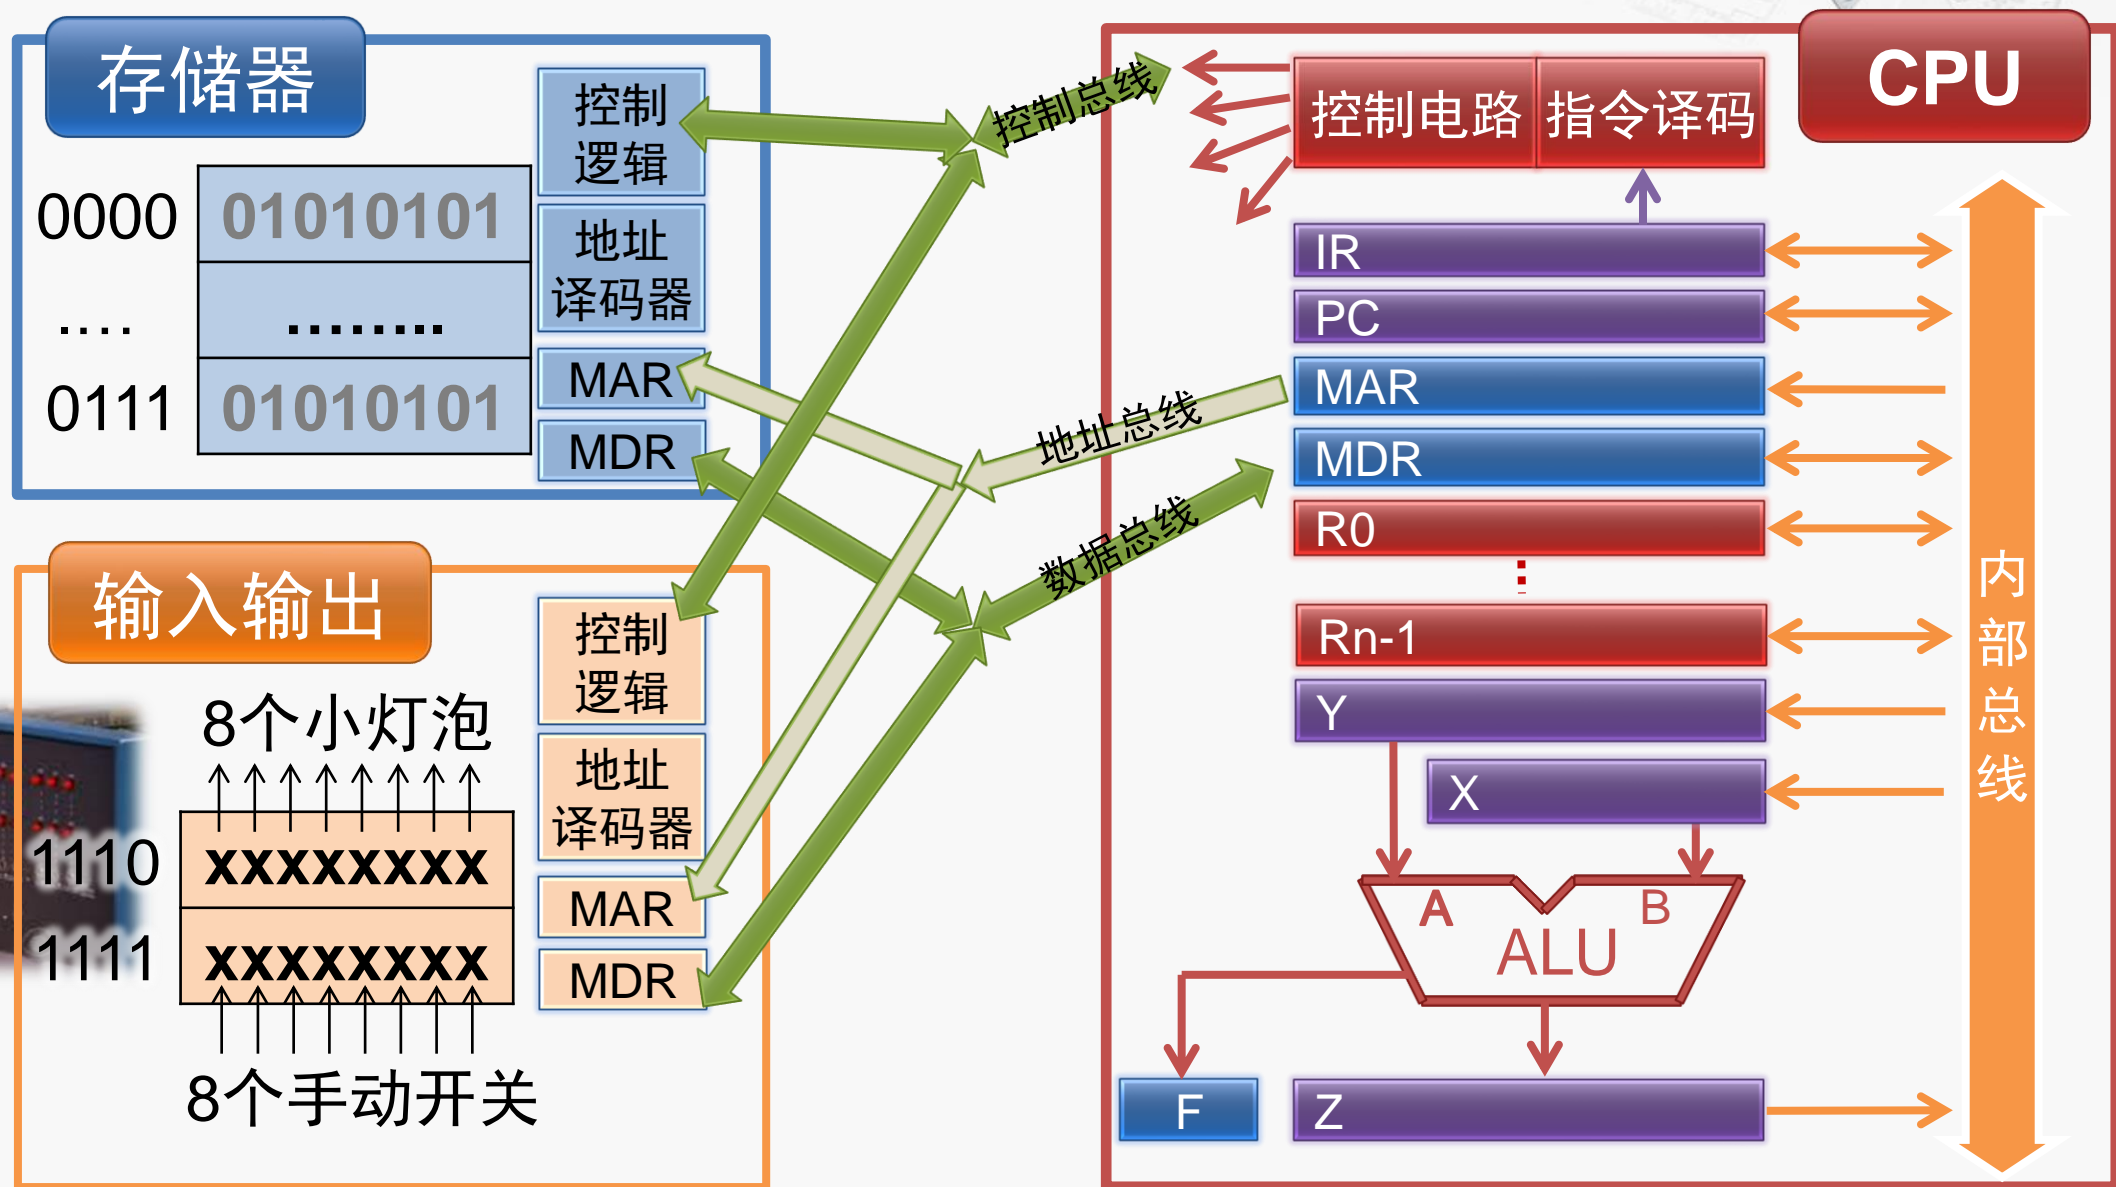 存储器
控制
逻辑
0000 01010101
地址
译码器
.... ........
MAR
0111 01010101
MDR
输入输出
控制
逻辑
8个小灯泡
地址
译码器
1110 xxxxxxxx
MAR
1111 xxxxxxxx
MDR
8个手动开关
控制总线
地址总线
数据总线
CPU
控制电路 指令译码
IR
PC
MAR
MDR
R0
Rn-1
Y
X
A B
ALU
F Z
内部总线